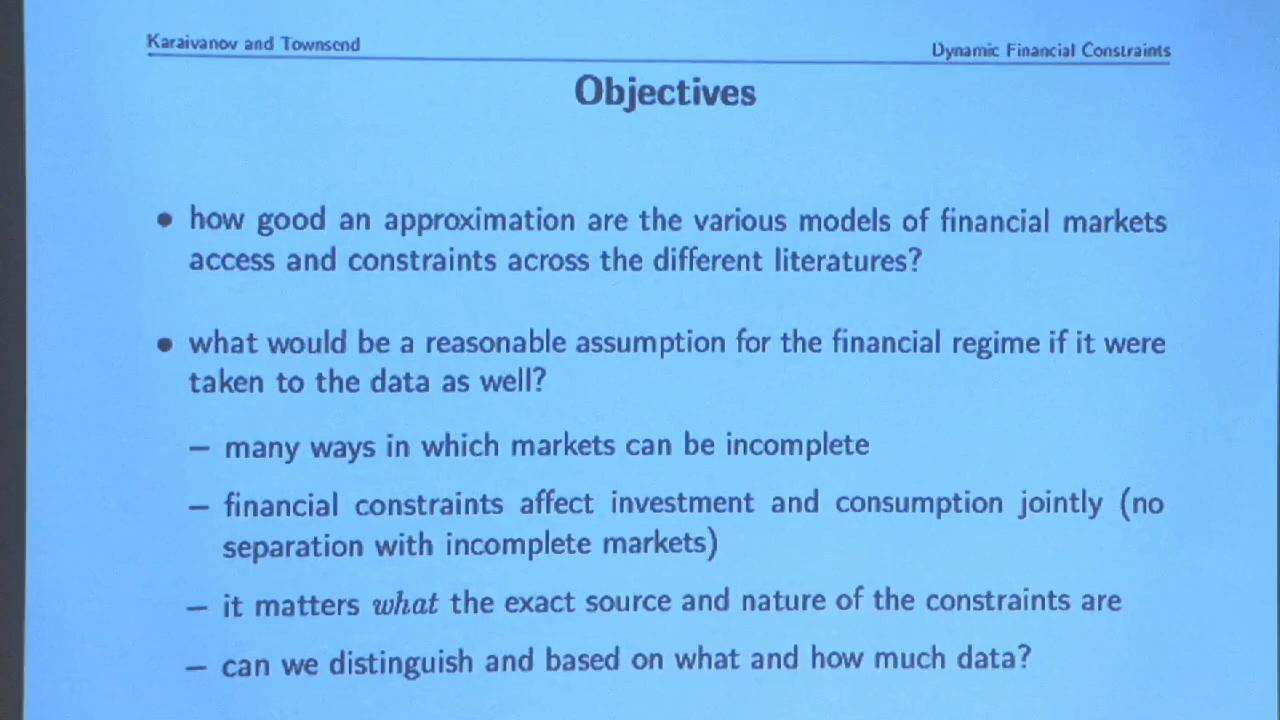 Karaivanov and Townsend
Dynamic Financial Constraints
Objectives
• how good an approximation are the various models of financial markets
access and constraints across the different literatures?
• what would be a reasonable assumption for the financial regime if it were
taken to the data as well?
– many ways in which markets can be incomplete
– financial constraints affect investment and consumption jointly (no
separation with incomplete markets)
– it matters what the exact source and nature of the constraints are
– can we distinguish and based on what and how much data?